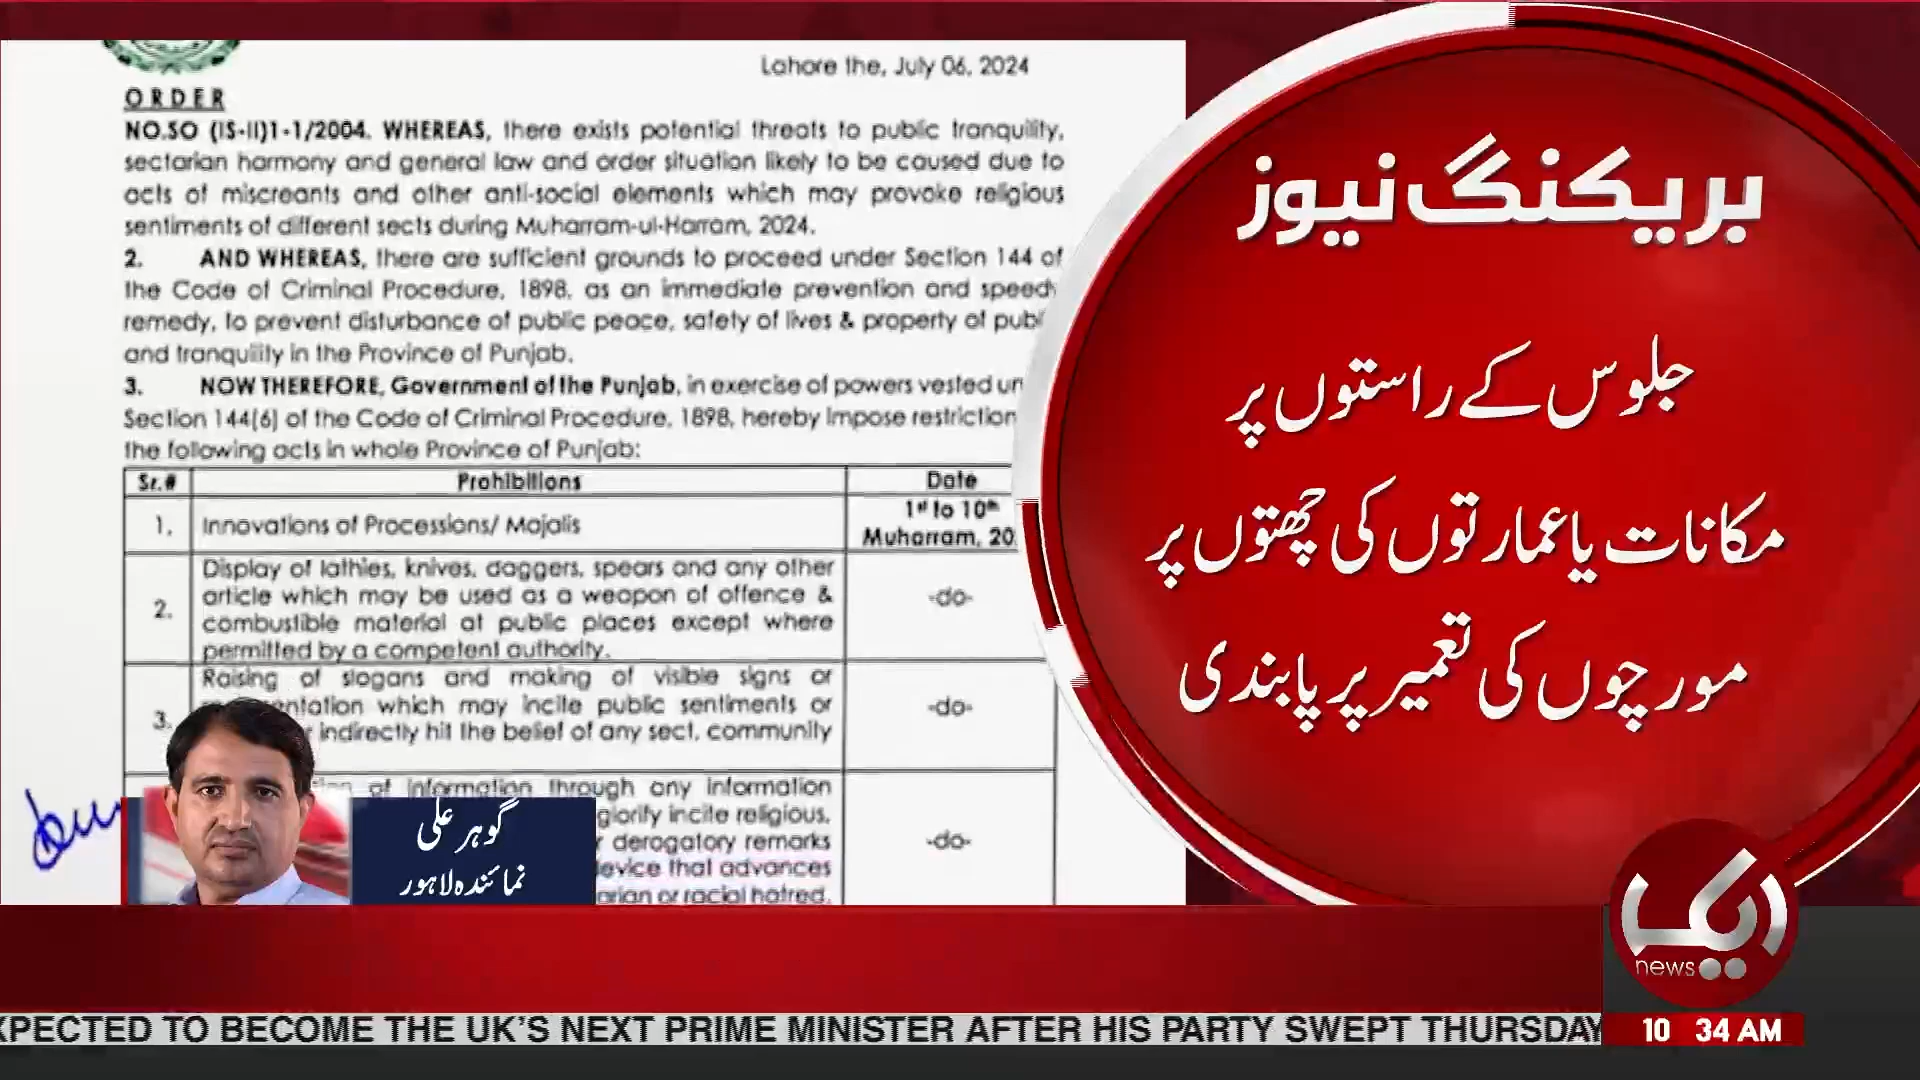 Lahore the, July 06, 2024
ORDER
NO.SO (IS-II)1-1/2004. WHEREAS, there exists potential threats to public tranquility,
sectarian harmony and general law and order situation likely to be caused due to
acts of miscreants and other anti-social elements which may provoke religious
sentiments of different sects during Muharram-ul-Harram, 2024.
2. AND WHEREAS, there are sufficient grounds to proceed under Section 144 of
the Code of Criminal Procedure, 1898, as an immediate prevention and speedy
remedy, to prevent disturbance of public peace, safety of lives & property of publ
and tranquility in the Province of Punjab.
3. NOW THEREFORE, Government of the Punjab, in exercise of powers vested un
Section 144(6) of the Code of Criminal Procedure, 1898, hereby impose restriction
the following acts in whole Province of Punjab:
Sr.# Prohibitions Date
1. Innovations of Processions/ Majalis 1st to 10th
Muharram, 20
2. Display of lathies, knives, daggers, spears and any other
article which may be used as a weapon of offence &
combustible material at public places except where
permitted by a competent authority.
-do-
3. Raising of slogans and making of visible signs or
entation which may incite public sentiments or
indirectly hit the belief of any sect, community
-do-
of information through any information
glorify incite religious,
r derogatory remarks
device that advances
arian or racial hatred.
-do-
بریکنگ نیوز
جلوس کے راستوں پر
مکانات یا عمارتوں کی چھتوں پر
مورچوں کی تعمیر پر پابندی
گوہر علی
نمائندہ لاہور
ایک
news
XPECTED TO BECOME THE UK'S NEXT PRIME MINISTER AFTER HIS PARTY SWEPT THURSDAY
10 34 AM